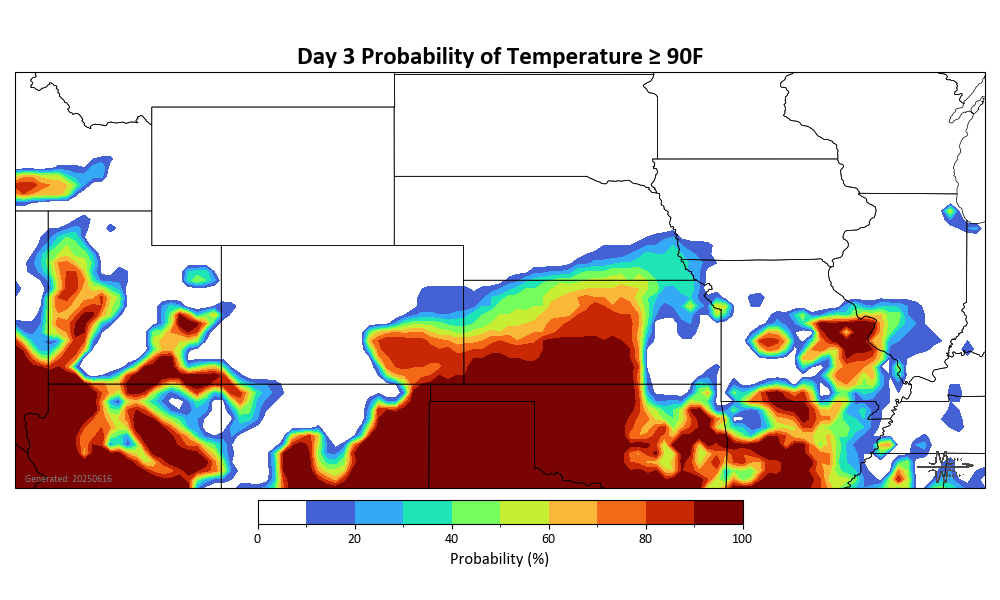 Day 3 Probability of Temperature ≥ 90F
Generated: 20250616
0 20 40 60 80 100
Probability (%)